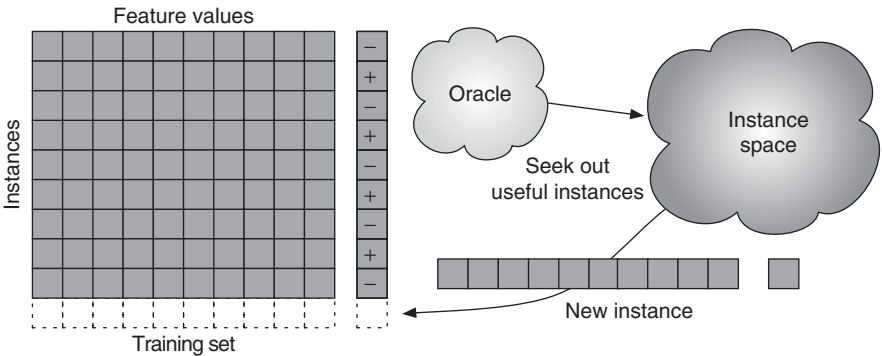 Feature values
Instances
−
+
−
+
−
+
−
+
−
Training set
Oracle
Seek out
useful instances
Instance
space
New instance